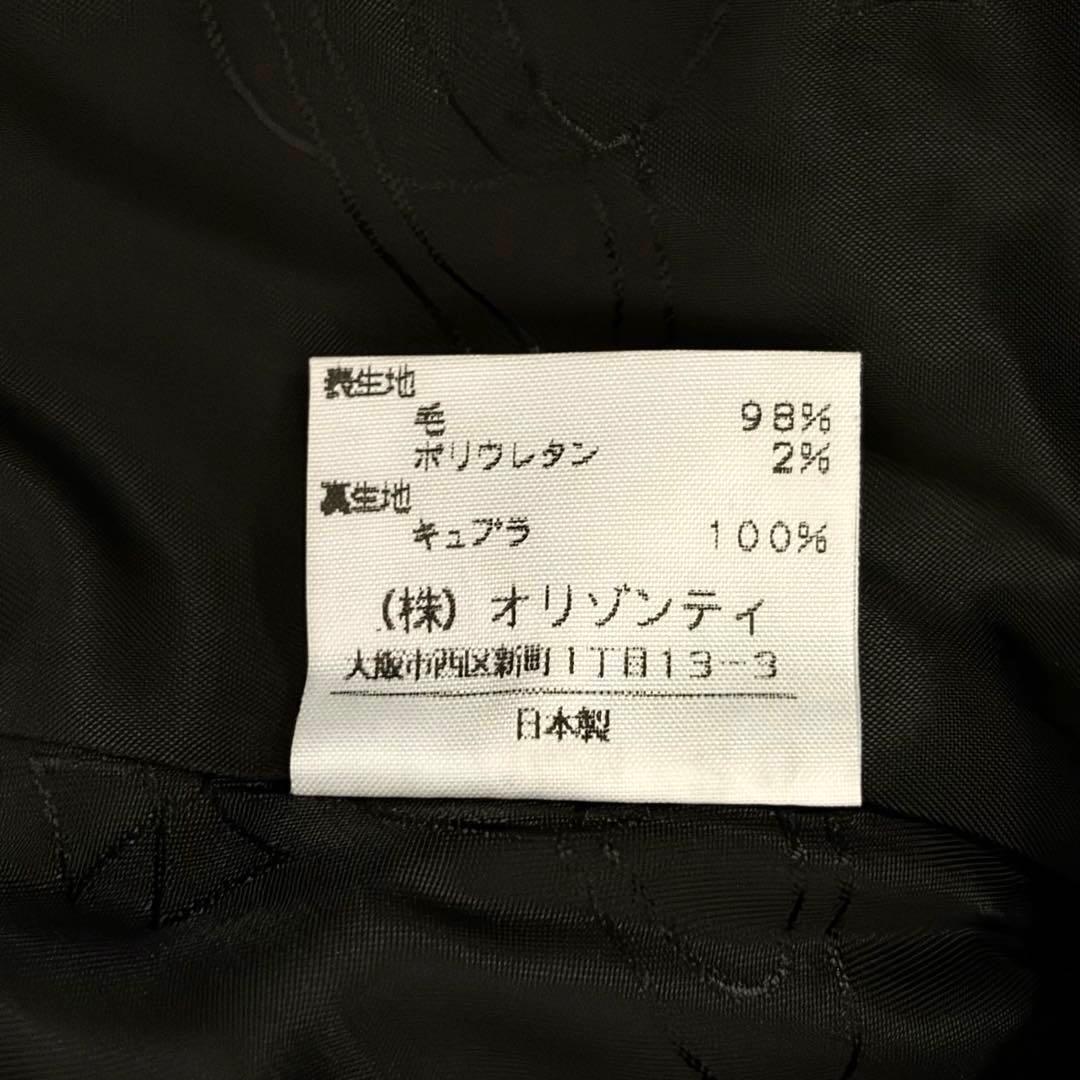 表生地
毛 98%
ポリウレタン 2%
裏生地
キュプラ 100%
(株)オリゾンティ
大阪市西区新町1丁目13-3
日本製